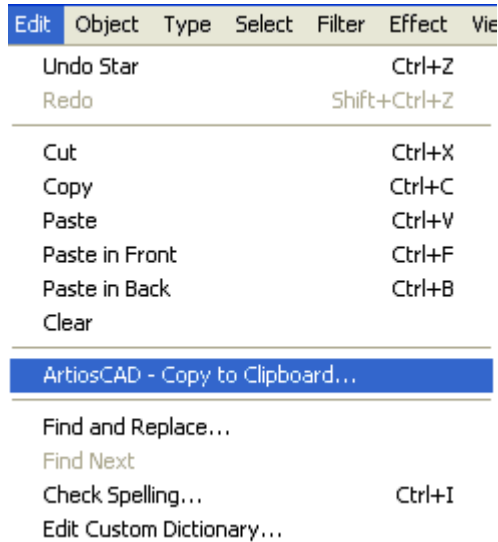 Edit Object Type Select Filter Effect Vie
Undo Star Ctrl+Z
Redo Shift+Ctrl+Z
Cut Ctrl+X
Copy Ctrl+C
Paste Ctrl+V
Paste in Front Ctrl+F
Paste in Back Ctrl+B
Clear
ArtiosCAD - Copy to Clipboard...
Find and Replace...
Find Next
Check Spelling... Ctrl+I
Edit Custom Dictionary...